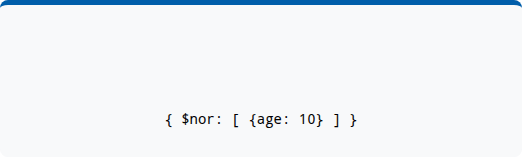 { $nor: [ {age: 10} ] }